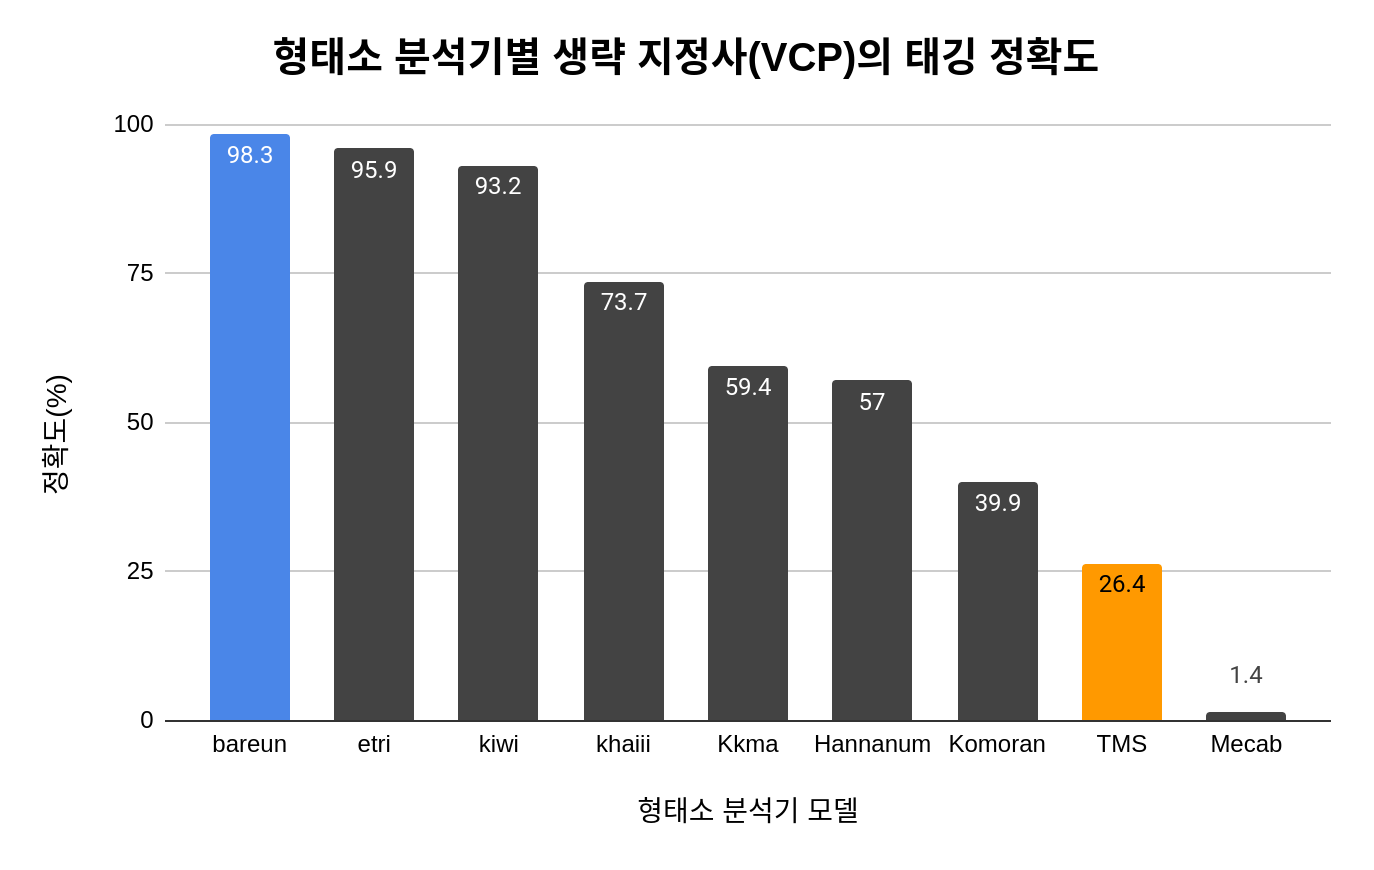 형태소 분석기별 생략 지정사(VCP)의 태깅 정확도
100
75
50
25
0
정확도(%)
98.3
95.9
93.2
73.7
59.4
57
39.9
26.4
1.4
bareun
etri
kiwi
khaiii
Kkma
Hannanum
Komoran
TMS
Mecab
형태소 분석기 모델